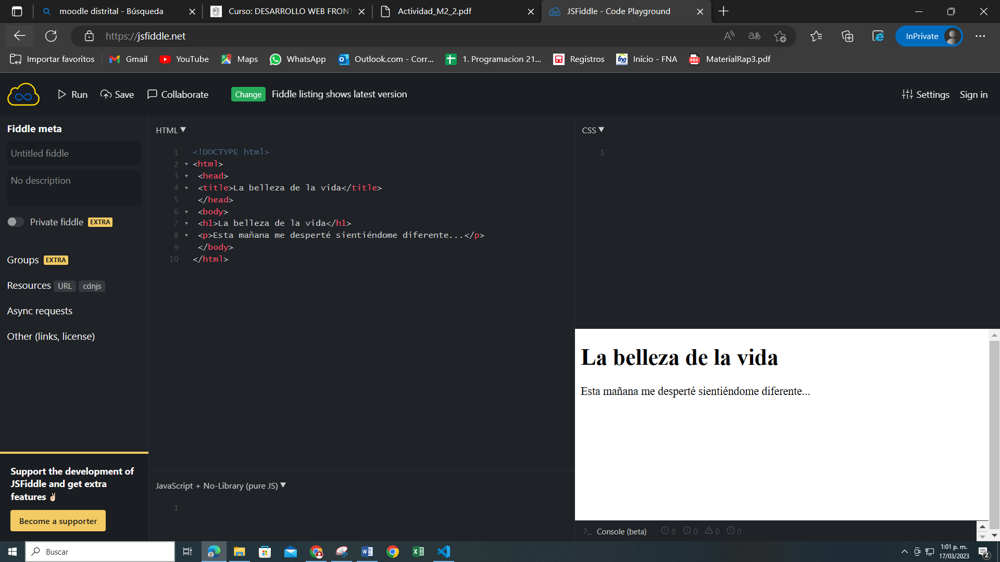 moodle distrital - Búsqueda
Curso: DESARROLLO WEB FRONT
Actividad_M2_2.pdf
JSFiddle - Code Playground
https://jsfiddle.net
InPrivate
Importar favoritos
Gmail
YouTube
Maps
WhatsApp
Outlook.com - Corr...
1. Programacion 21...
Registros
Inicio - FNA
MaterialRap3.pdf
Run
Save
Collaborate
Change
Fiddle listing shows latest version
Settings
Sign in
Fiddle meta
Untitled fiddle
No description
Private fiddle EXTRA
Groups EXTRA
Resources URL cdnjs
Async requests
Other (links, license)
Support the development of
JSFiddle and get extra
features ✌🏻
Become a supporter
HTML ▼
1 <!DOCTYPE html>
2 <html>
3 <head>
4 <title>La belleza de la vida</title>
5 </head>
6 <body>
7 <h1>La belleza de la vida</h1>
8 <p>Esta mañana me desperté sientiéndome diferente...</p>
9 </body>
10 </html>
JavaScript + No-Library (pure JS) ▼
1
CSS ▼
1
La belleza de la vida
Esta mañana me desperté sientiéndome diferente...
Console (beta) 0 0 0 0
Buscar
1:01 p. m.
17/03/2023
2